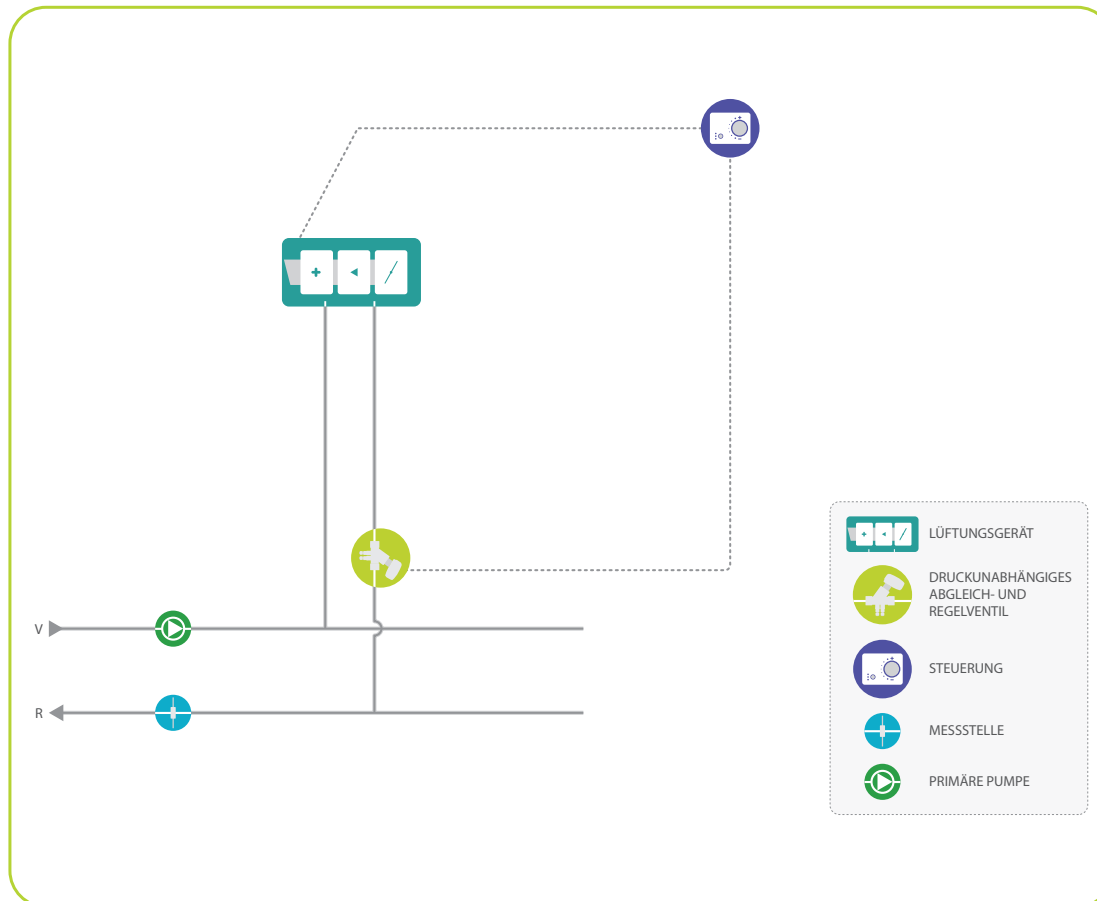 V
R
LÜFTUNGSGERÄT
DRUCKUNABHÄNGIGES
ABGLEICH- UND
REGELVENTIL
STEUERUNG
MESSSTELLE
PRIMÄRE PUMPE